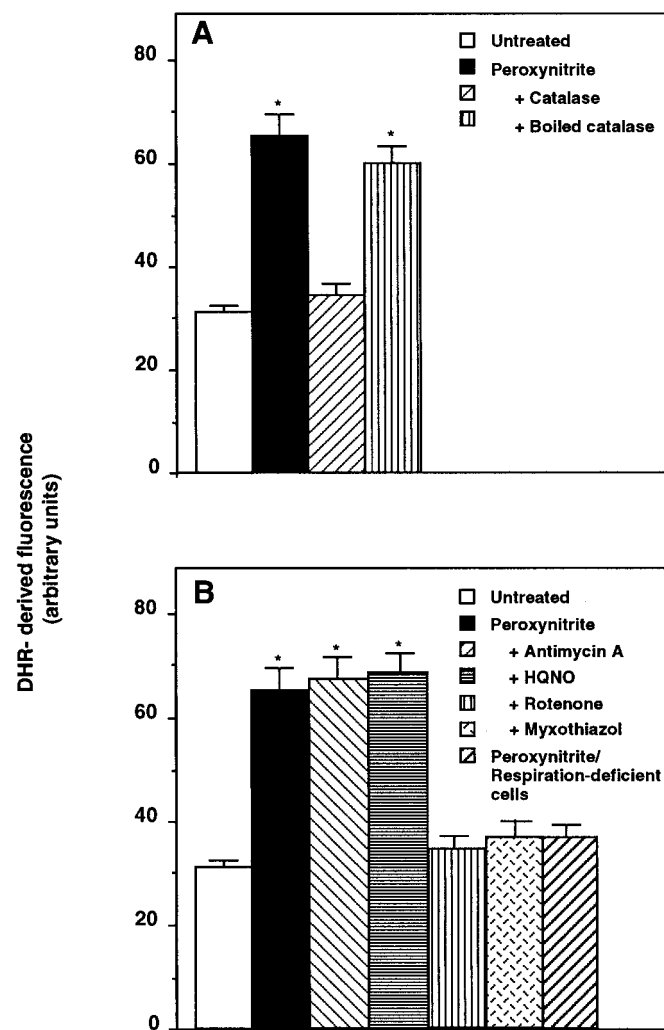 A
80
60
40
20
0
* *
Untreated
Peroxynitrite
+ Catalase
+ Boiled catalase
DHR- derived fluorescence
(arbitrary units)
B
80
60
40
20
0
* * *
Untreated
Peroxynitrite
+ Antimycin A
+ HQNO
+ Rotenone
+ Myxothiazol
Peroxynitrite/
Respiration-deficient
cells